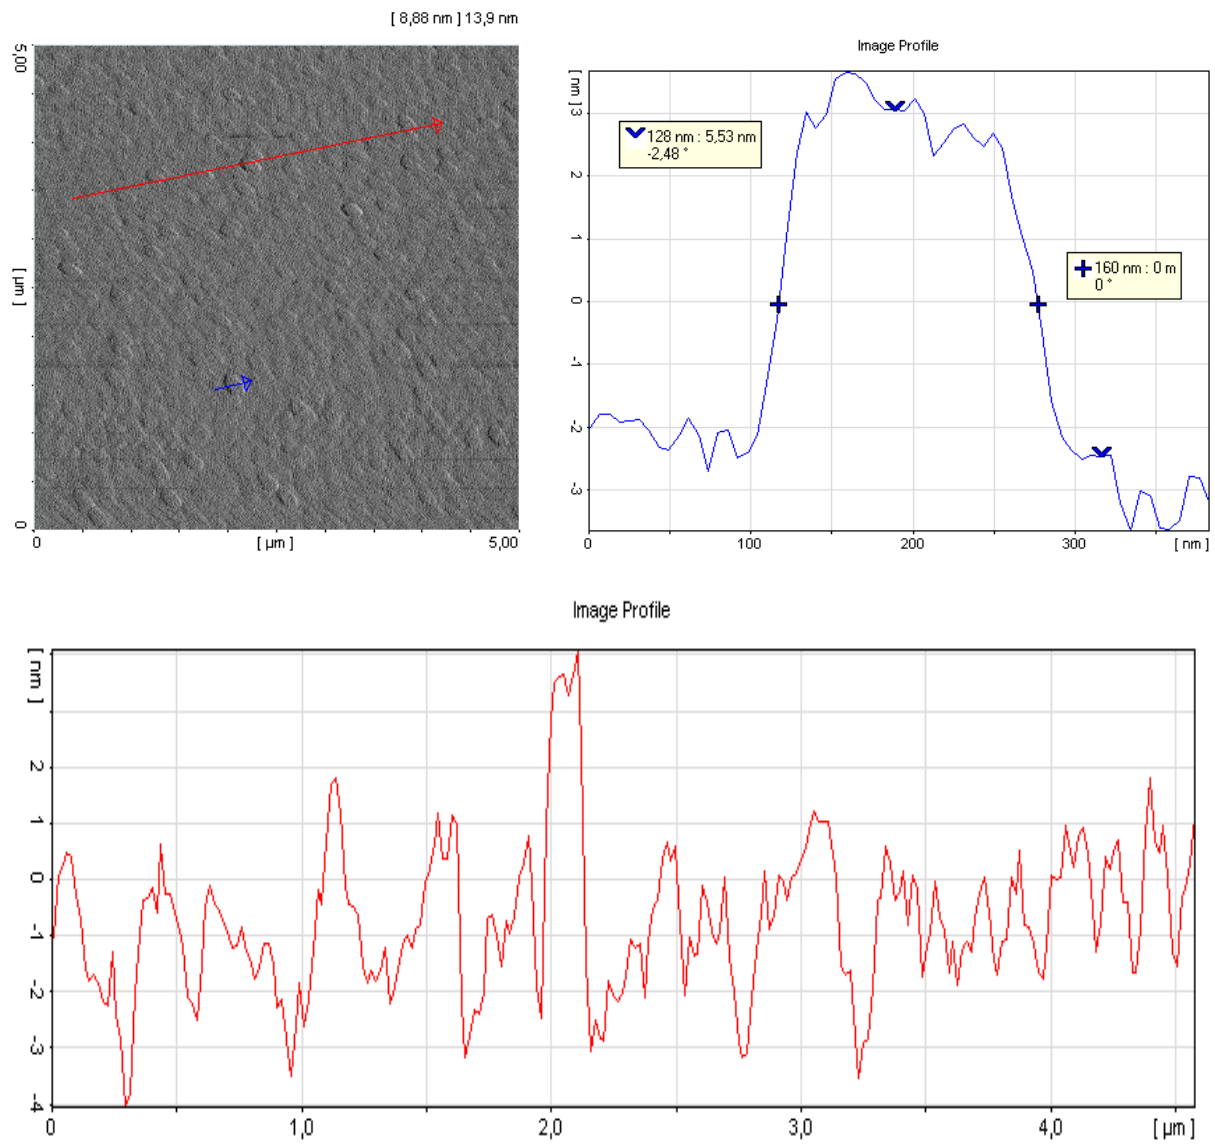 [ 8,88 nm ] 13,9 nm
5,00
[ µm ]
0
0
[ µm ]
5,00
Image Profile
[ nm ]
3
2
1
0
-1
-2
-3
128 nm : 5,53 nm
-2,48 °
160 nm : 0 m
0 °
0
100
200
300
[ nm ]
Image Profile
[ nm ]
2
1
0
-1
-2
-3
-4
0
1,0
2,0
3,0
4,0
[ µm ]